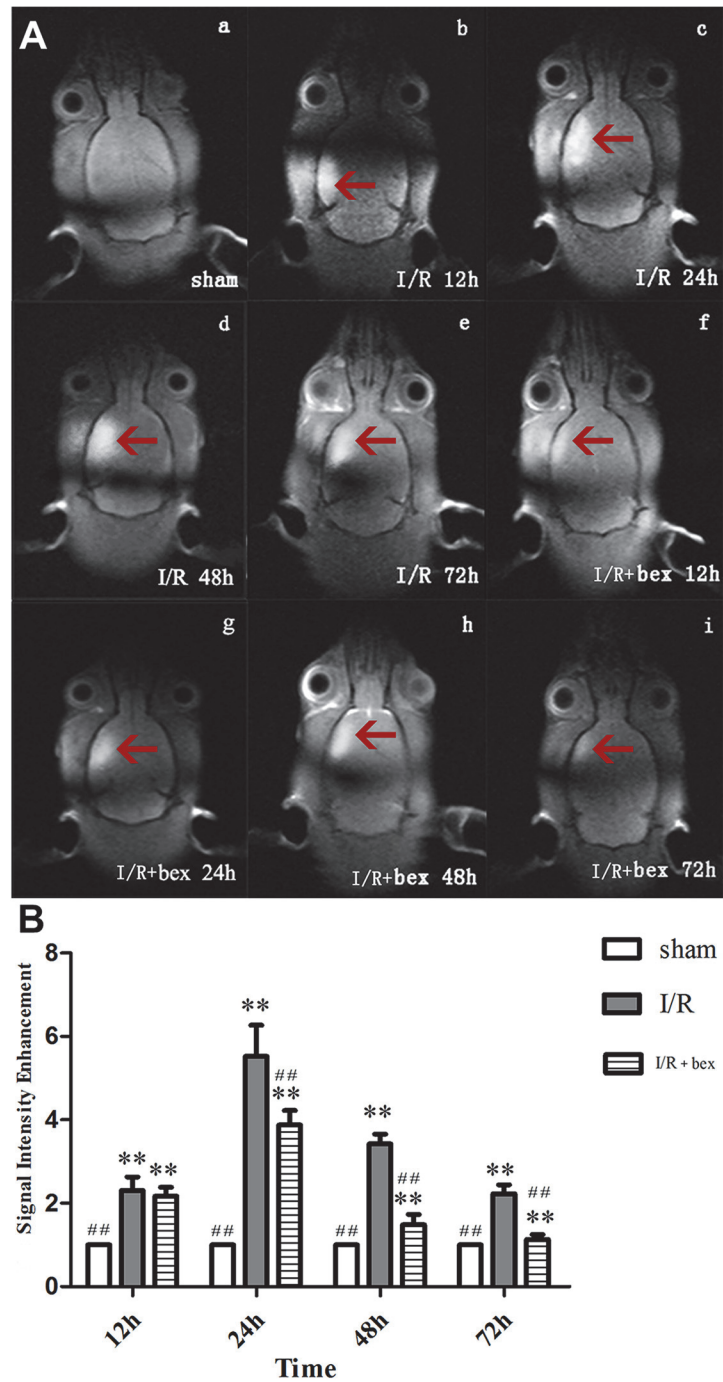 A
a
b
c
sham
I/R 12h
I/R 24h
d
e
f
I/R 48h
I/R 72h
I/R+bex 12h
g
h
i
I/R+bex 24h
I/R+bex 48h
I/R+bex 72h
B
Signal Intensity Enhancement
8
6
4
2
0
## ** **
## ** ## **
## ** ## **
## ** ## **
12h
24h
48h
72h
Time
sham
I/R
I/R + bex